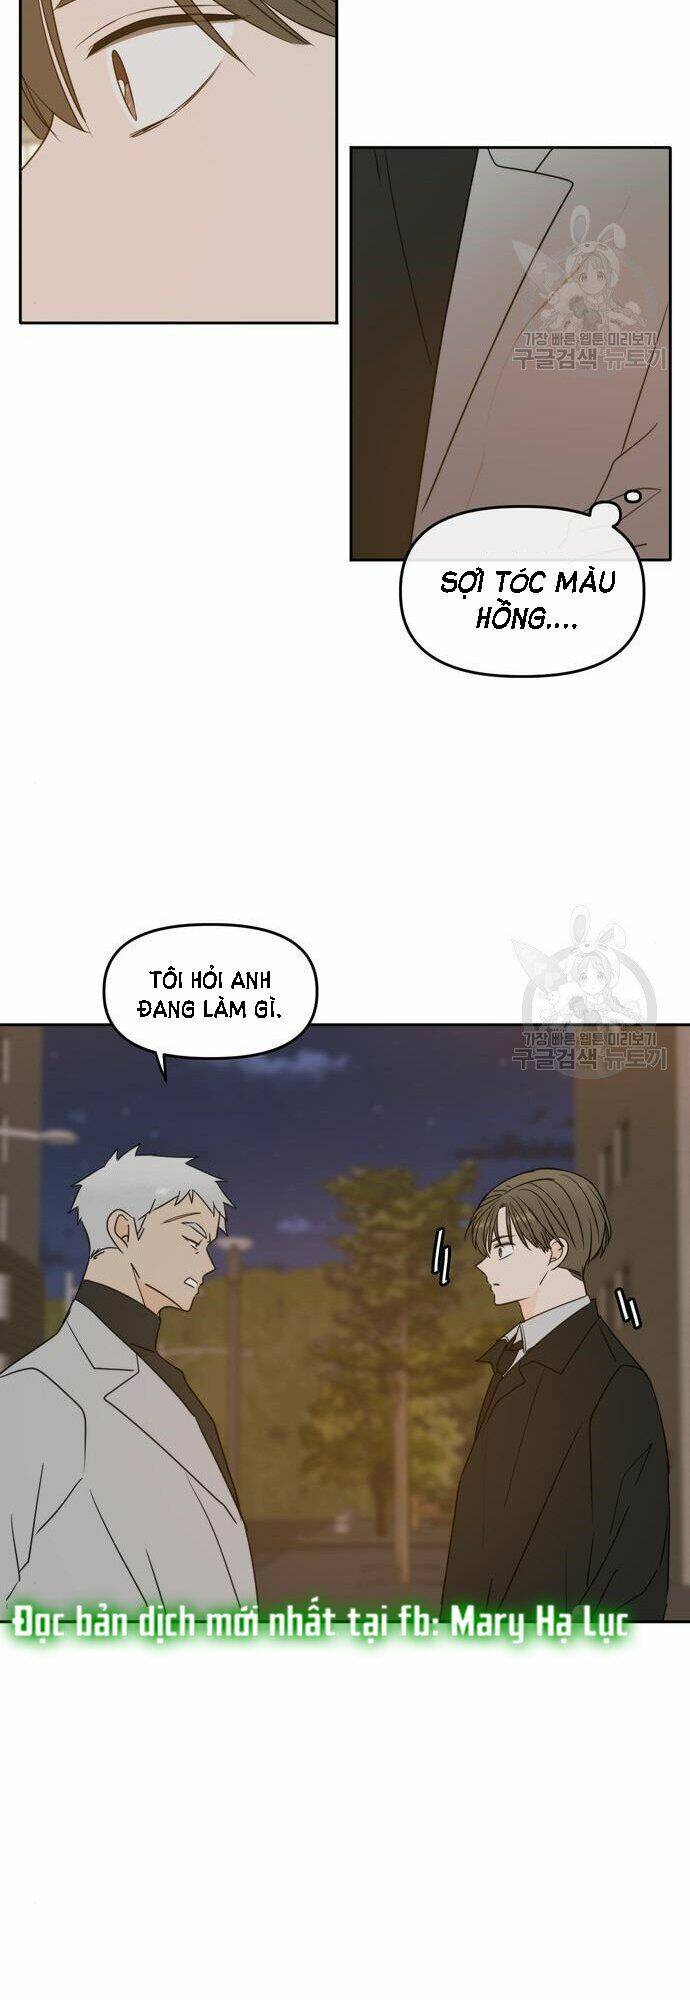 가장 빠른 웹툰 미리보기
구글검색 뉴토기
SỢI TÓC MÀU
HỒNG....
TÔI HỎI ANH
ĐANG LÀM GÌ.
가장 빠른 웹툰 미리보기
구글검색 뉴토기
Đọc bản dịch mới nhất tại fb: Mary Hạ Lục